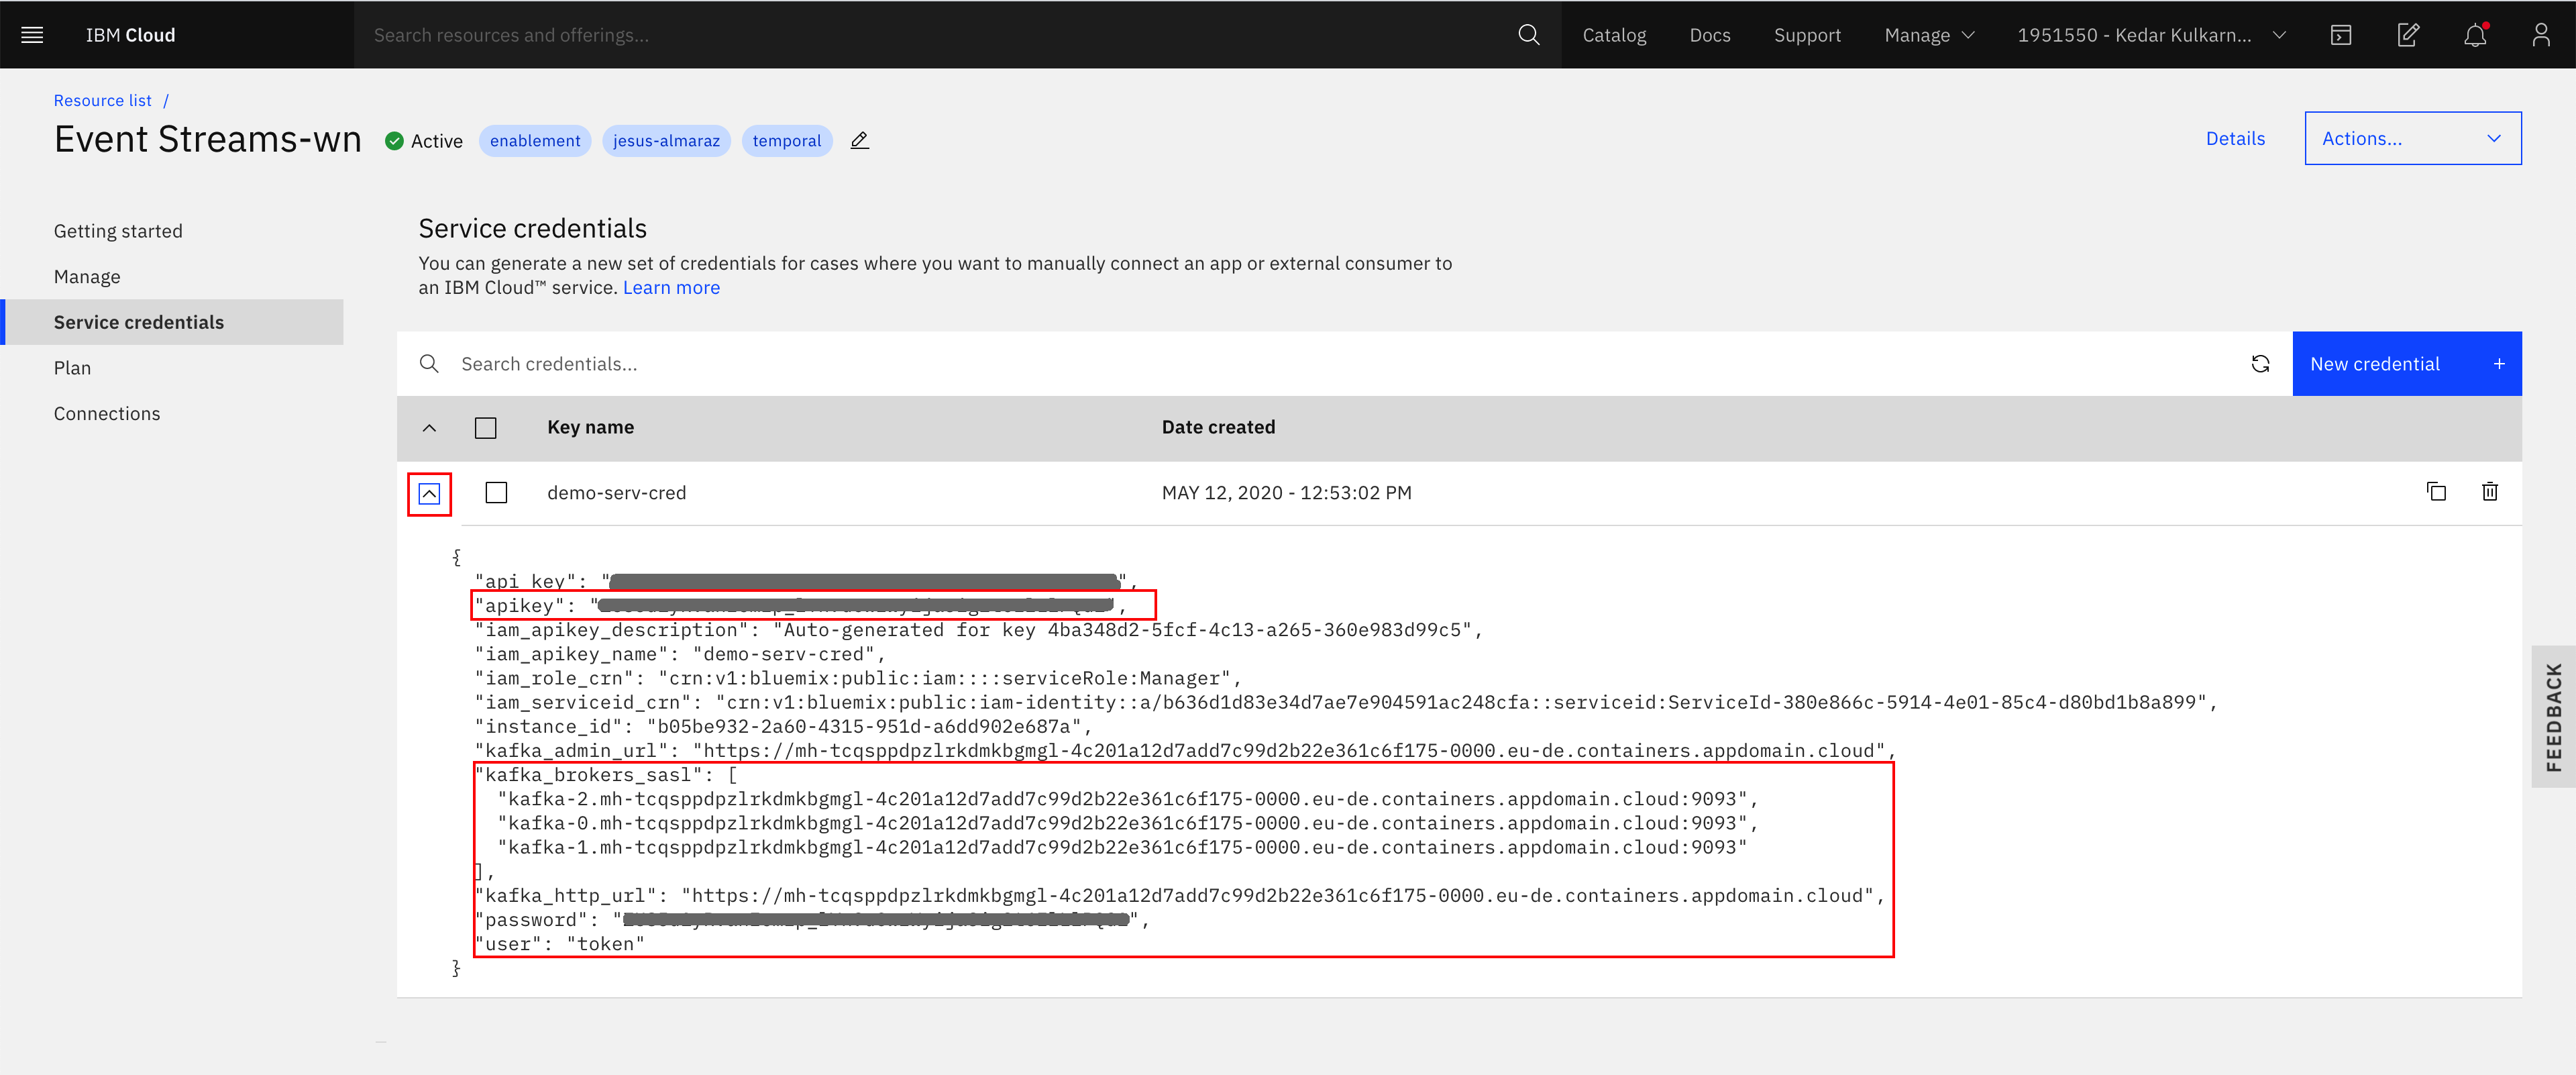 IBM Cloud
Search resources and offerings...
Catalog
Docs
Support
Manage
1951550 - Kedar Kulkarn...
Resource list /
Event Streams-wn
Active
enablement
jesus-almaraz
temporal
Details
Actions...
Getting started
Manage
Service credentials
Plan
Connections
Service credentials
You can generate a new set of credentials for cases where you want to manually connect an app or external consumer to
an IBM Cloud™ service. Learn more
Search credentials...
New credential +
Key name
Date created
demo-serv-cred
MAY 12, 2020 - 12:53:02 PM
{
"api_key": "",
"apikey": "",
"iam_apikey_description": "Auto-generated for key 4ba348d2-5fcf-4c13-a265-360e983d99c5",
"iam_apikey_name": "demo-serv-cred",
"iam_role_crn": "crn:v1:bluemix:public:iam::::serviceRole:Manager",
"iam_serviceid_crn": "crn:v1:bluemix:public:iam-identity::a/b636d1d83e34d7ae7e904591ac248cfa::serviceid:ServiceId-380e866c-5914-4e01-85c4-d80bd1b8a899",
"instance_id": "b05be932-2a60-4315-951d-a6dd902e687a",
"kafka_admin_url": "https://mh-tcqsppdpzlrkdmkbgmgl-4c201a12d7add7c99d2b22e361c6f175-0000.eu-de.containers.appdomain.cloud",
"kafka_brokers_sasl": [
"kafka-2.mh-tcqsppdpzlrkdmkbgmgl-4c201a12d7add7c99d2b22e361c6f175-0000.eu-de.containers.appdomain.cloud:9093",
"kafka-0.mh-tcqsppdpzlrkdmkbgmgl-4c201a12d7add7c99d2b22e361c6f175-0000.eu-de.containers.appdomain.cloud:9093",
"kafka-1.mh-tcqsppdpzlrkdmkbgmgl-4c201a12d7add7c99d2b22e361c6f175-0000.eu-de.containers.appdomain.cloud:9093"
],
"kafka_http_url": "https://mh-tcqsppdpzlrkdmkbgmgl-4c201a12d7add7c99d2b22e361c6f175-0000.eu-de.containers.appdomain.cloud",
"password": "",
"user": "token"
}
FEEDBACK